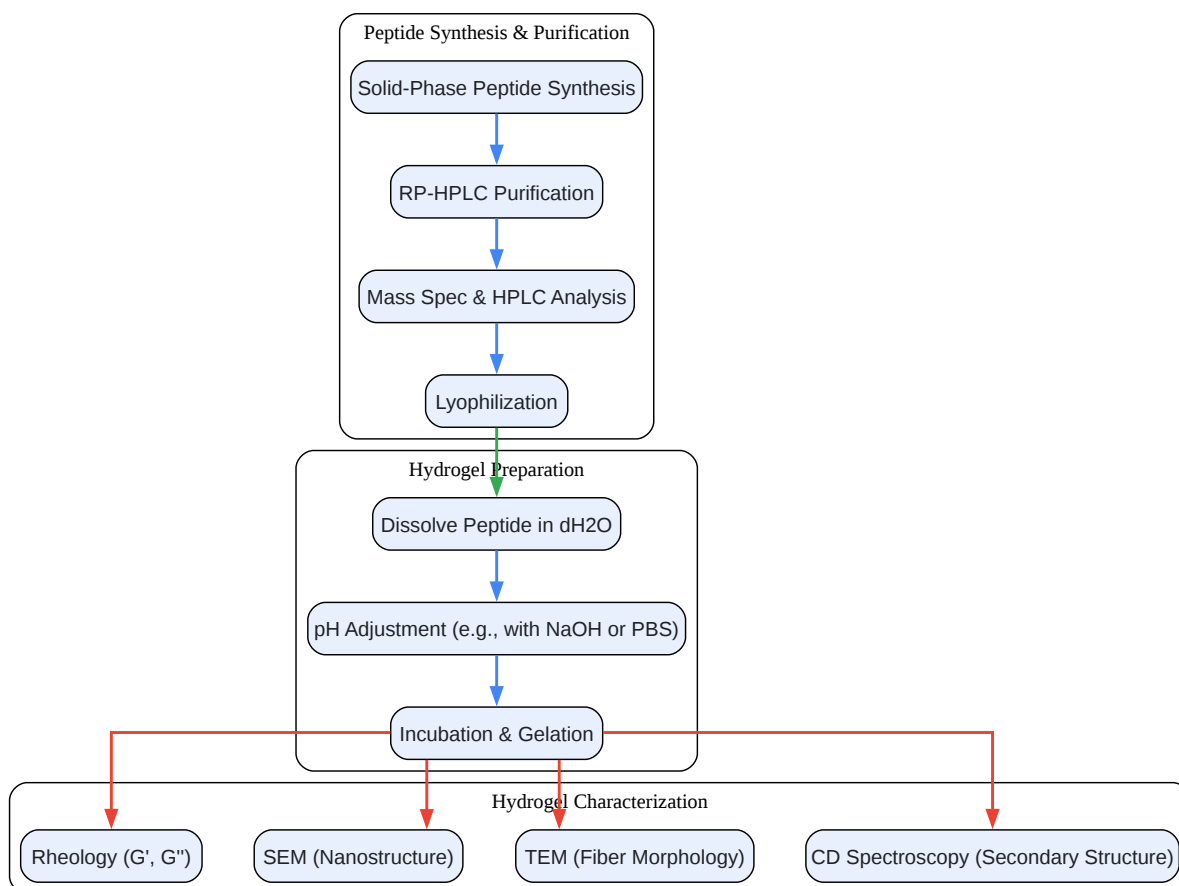 Peptide Synthesis & Purification
Solid-Phase Peptide Synthesis
RP-HPLC Purification
Mass Spec & HPLC Analysis
Lyophilization
Hydrogel Preparation
Dissolve Peptide in dH2O
pH Adjustment (e.g., with NaOH or PBS)
Incubation & Gelation
Hydrogel Characterization
Rheology (G', G'')
SEM (Nanostructure)
TEM (Fiber Morphology)
CD Spectroscopy (Secondary Structure)